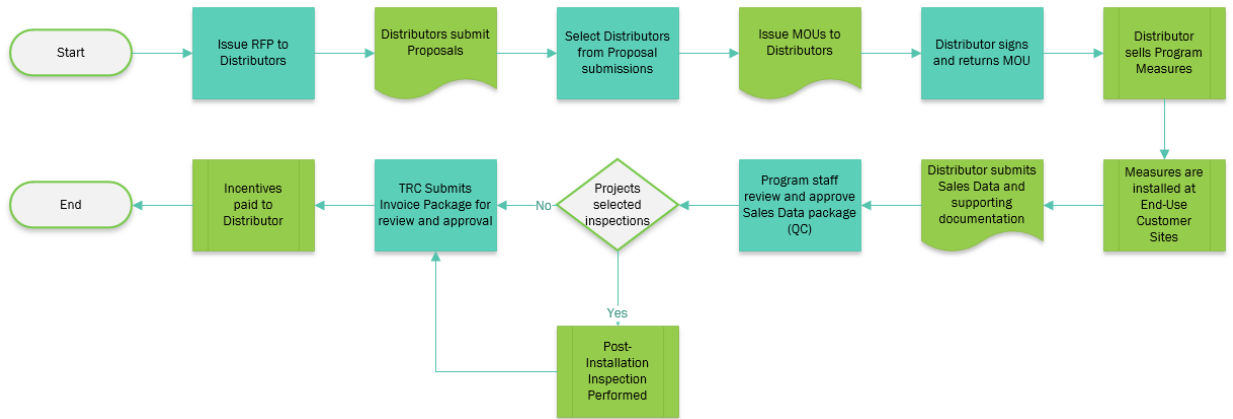 Start
Issue RFP to
Distributors
Distributors submit
Proposals
Select Distributors
from Proposal
submissions
Issue MOUs to
Distributors
Distributor signs
and returns MOU
Distributor
sells Program
Measures
Measures are
installed at
End-Use
Customer
Sites
Distributor submits
Sales Data and
supporting
documentation
Program staff
review and approve
Sales Data package
(QC)
Projects
selected
inspections
No
TRC Submits
Invoice Package for
review and approval
Incentives
paid to
Distributor
End
Yes
Post-
Installation
Inspection
Performed